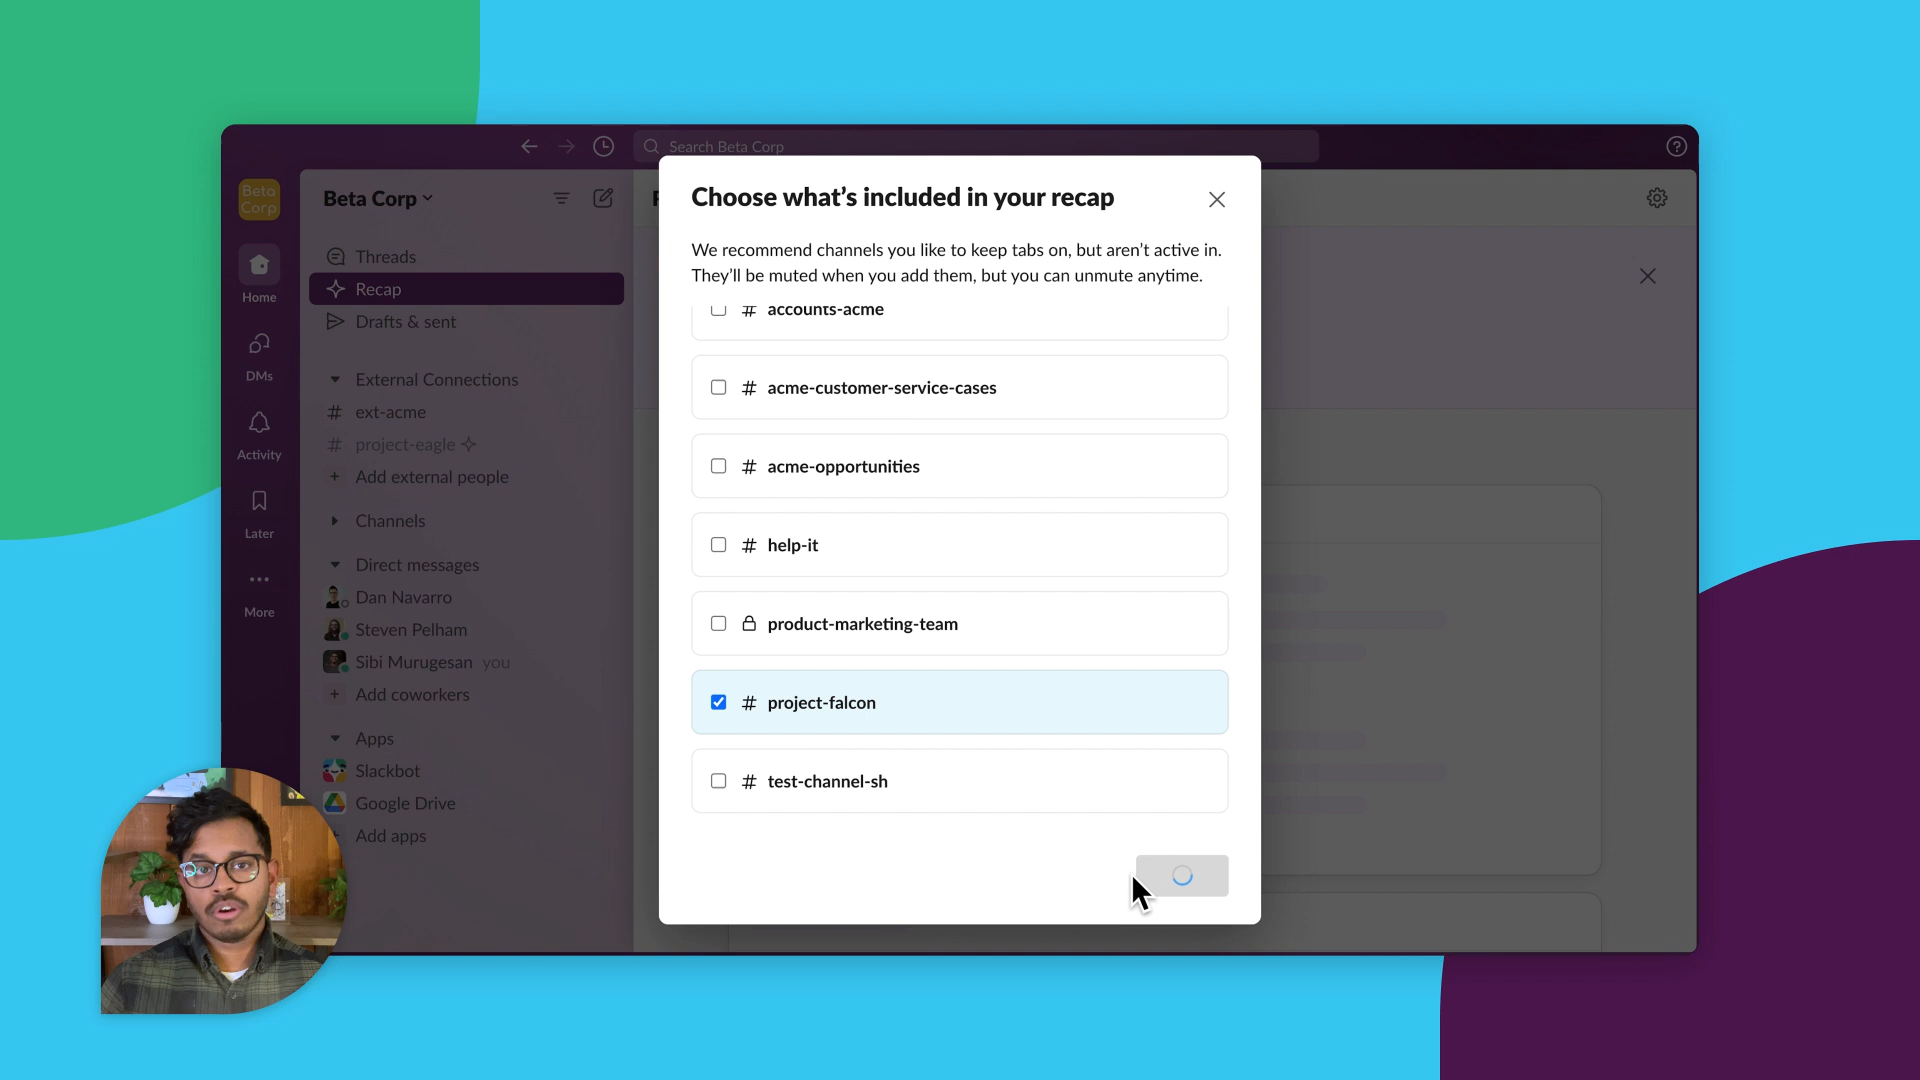 Search Beta Corp
Beta
Corp
Beta Corp
Home
DMs
Activity
Later
More
Threads
Recap
Drafts & sent
External Connections
# ext-acme
# project-eagle
+ Add external people
Channels
Direct messages
Dan Navarro
Steven Pelham
Sibi Murugesan you
+ Add coworkers
Apps
Slackbot
Google Drive
Add apps
Choose what’s included in your recap
We recommend channels you like to keep tabs on, but aren’t active in.
They’ll be muted when you add them, but you can unmute anytime.
# accounts-acme
# acme-customer-service-cases
# acme-opportunities
# help-it
product-marketing-team
# project-falcon
# test-channel-sh